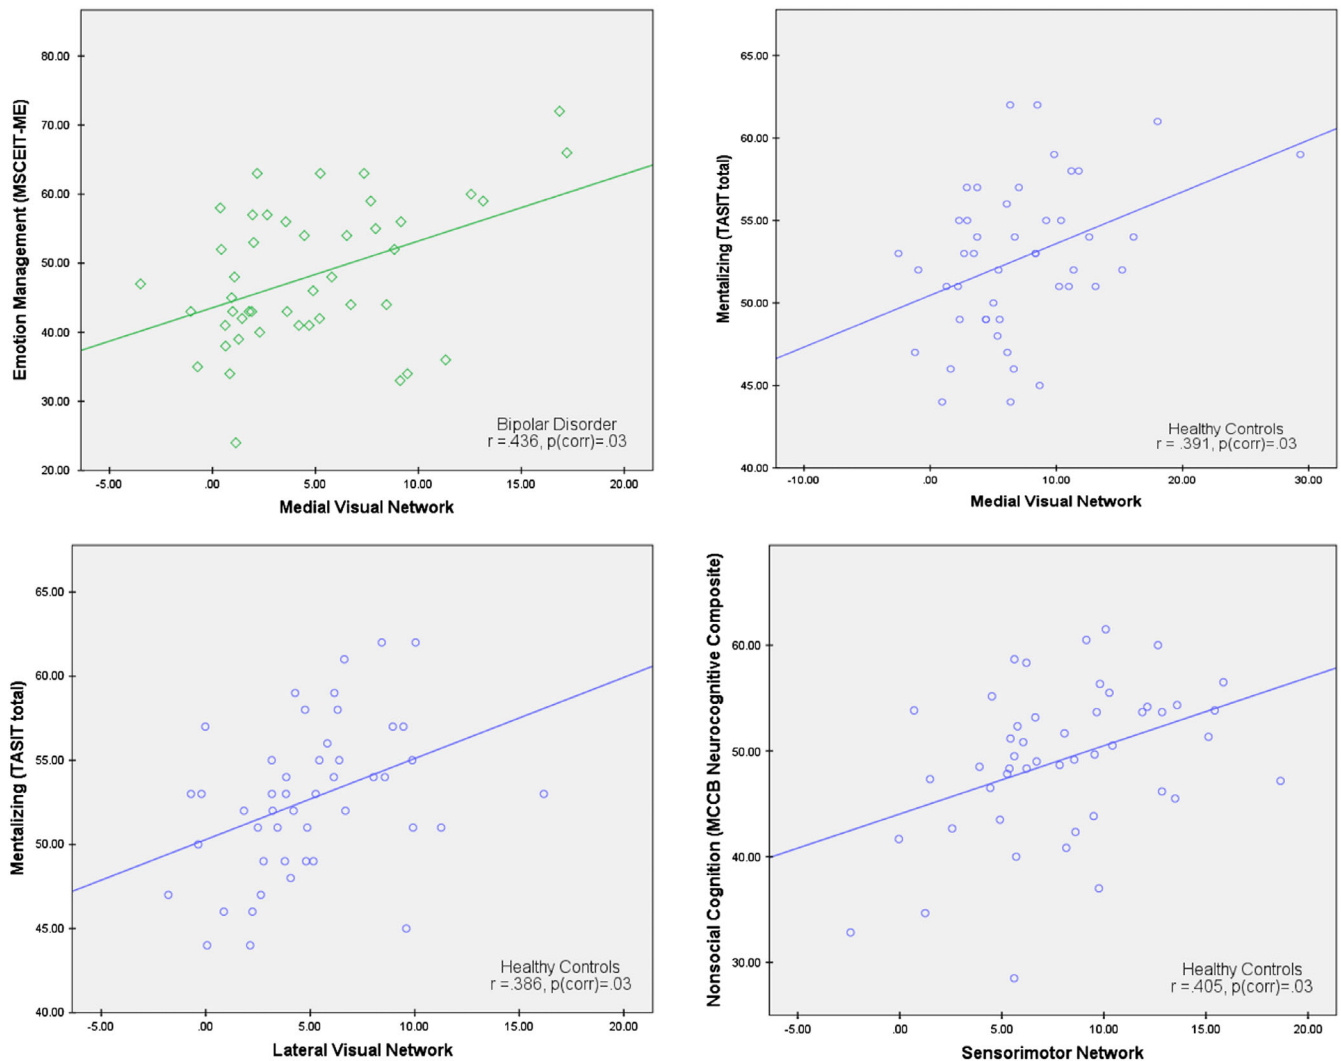 80.00
70.00
60.00
50.00
40.00
30.00
20.00
Emotion Management (MSCEIT-ME)
Bipolar Disorder
r =.436, p(corr)=.03
-5.00 .00 5.00 10.00 15.00 20.00
Medial Visual Network
65.00
60.00
55.00
50.00
45.00
40.00
Mentalizing (TASIT total)
Healthy Controls
r = .391, p(corr)=.03
-10.00 .00 10.00 20.00 30.00
Medial Visual Network
65.00
60.00
55.00
50.00
45.00
40.00
Mentalizing (TASIT total)
Healthy Controls
r =.386, p(corr)=.03
-5.00 .00 5.00 10.00 15.00 20.00
Lateral Visual Network
60.00
50.00
40.00
30.00
Nonsocial Cognition (MCCB Neurocognitive Composite)
Healthy Controls
r =.405, p(corr)=.03
-5.00 .00 5.00 10.00 15.00 20.00
Sensorimotor Network